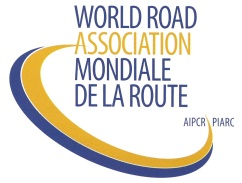 WORLD ROAD
ASSOCIATION
MONDIALE
DE LA ROUTE
AIPCR PIARC